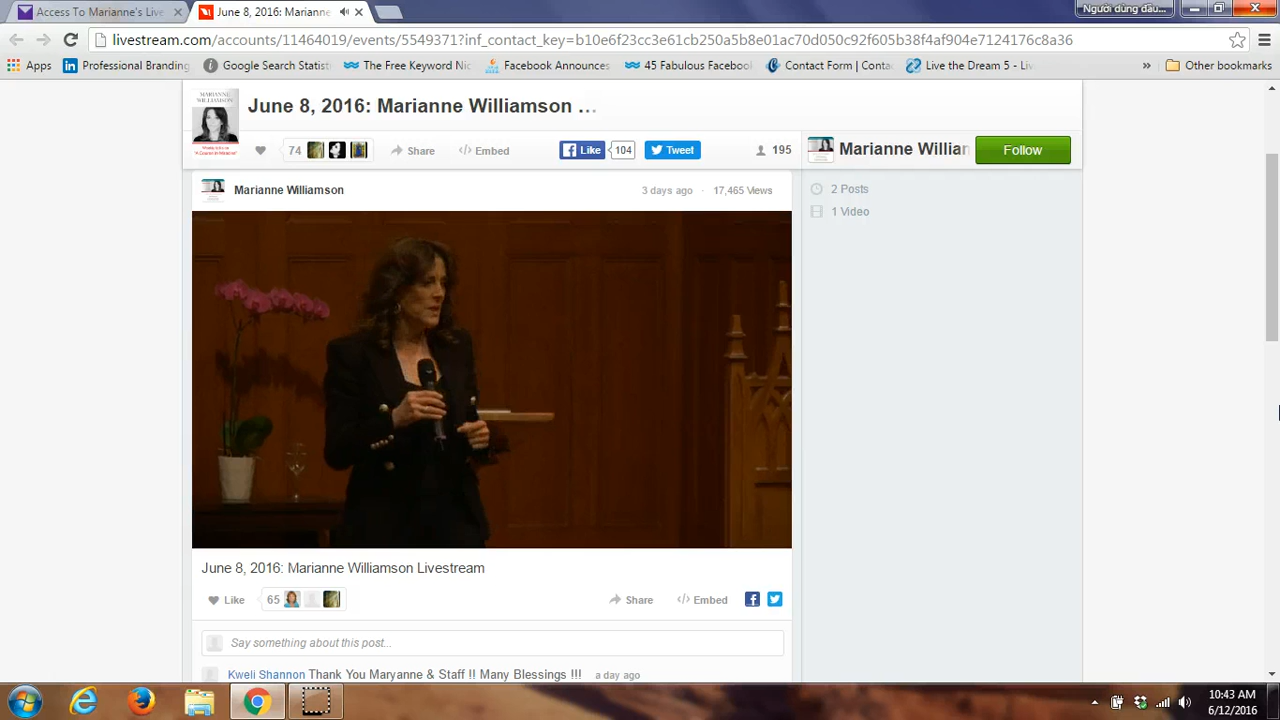 Access To Marianne's Live
June 8, 2016: Marianne
Người dùng đầu...
livestream.com/accounts/11464019/events/5549371?inf_contact_key=b10e6f23cc3e61cb250a5b8e01ac70d050c92f605b38f4af904e7124176c8a36
Apps
Professional Branding
Google Search Statisti
The Free Keyword Nic
Facebook Announces
45 Fabulous Facebool
Contact Form | Conta
Live the Dream 5 - Liv
»
Other bookmarks
MARIANNE
WILLIAMSON
June 8, 2016: Marianne Williamson ...
74
Share
Embed
Like
104
Tweet
195
Marianne Willian
Follow
Marianne Williamson
3 days ago · 17,465 Views
2 Posts
1 Video
June 8, 2016: Marianne Williamson Livestream
Like
65
Share
Embed
Say something about this post...
Kweli Shannon Thank You Maryanne & Staff !! Many Blessings !!! a day ago
10:43 AM
6/12/2016